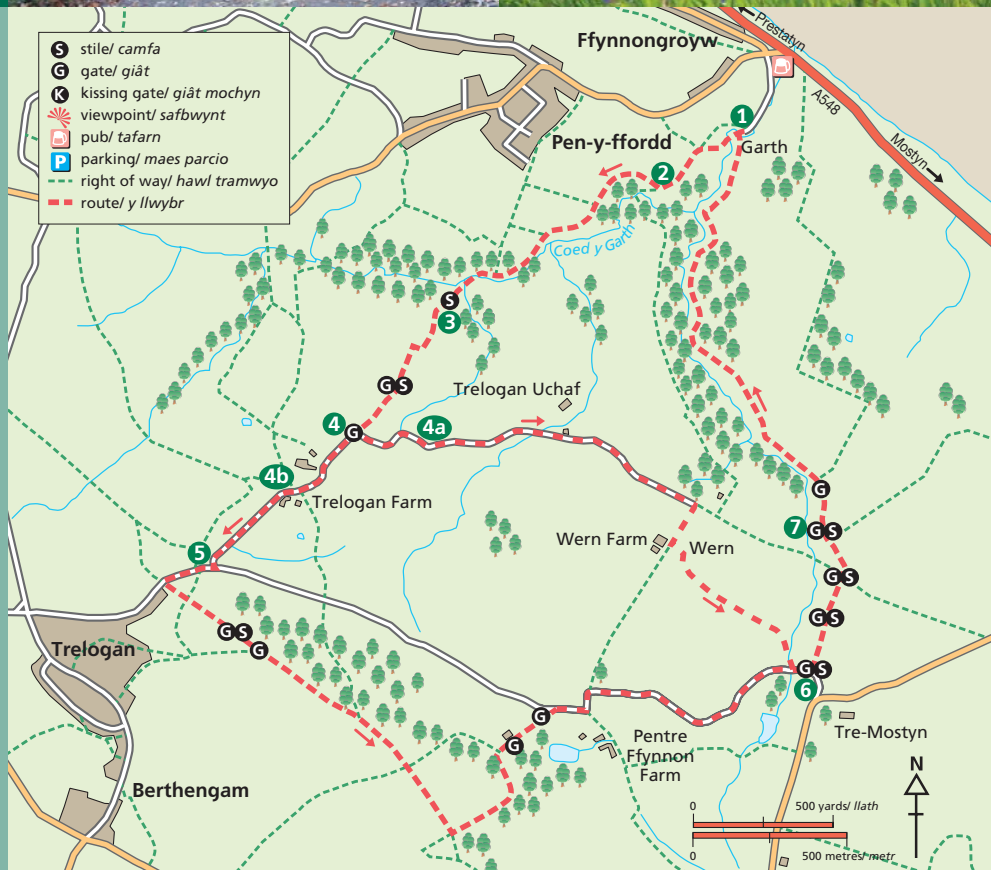 S stile/ camfa
G gate/ giât
K kissing gate/ giât mochyn
viewpoint/ safbwynt
pub/ tafarn
P parking/ maes parcio
right of way/ hawl tramwyo
route/ y llwybr
Ffynnongroyw
Prestatyn
A548
Mostyn
1
Garth
Pen-y-ffordd
2
Coed y Garth
S
3
G S
Trelogan Uchaf
4 G
4a
4b
Trelogan Farm
G
7 G S
Wern Farm
Wern
5
G S
G S
G S
G
Trelogan
G S
6
G
G
Pentre
Ffynnon
Farm
Tre-Mostyn
Berthengam
N
0 500 yards/ llath
0 500 metres/ metr